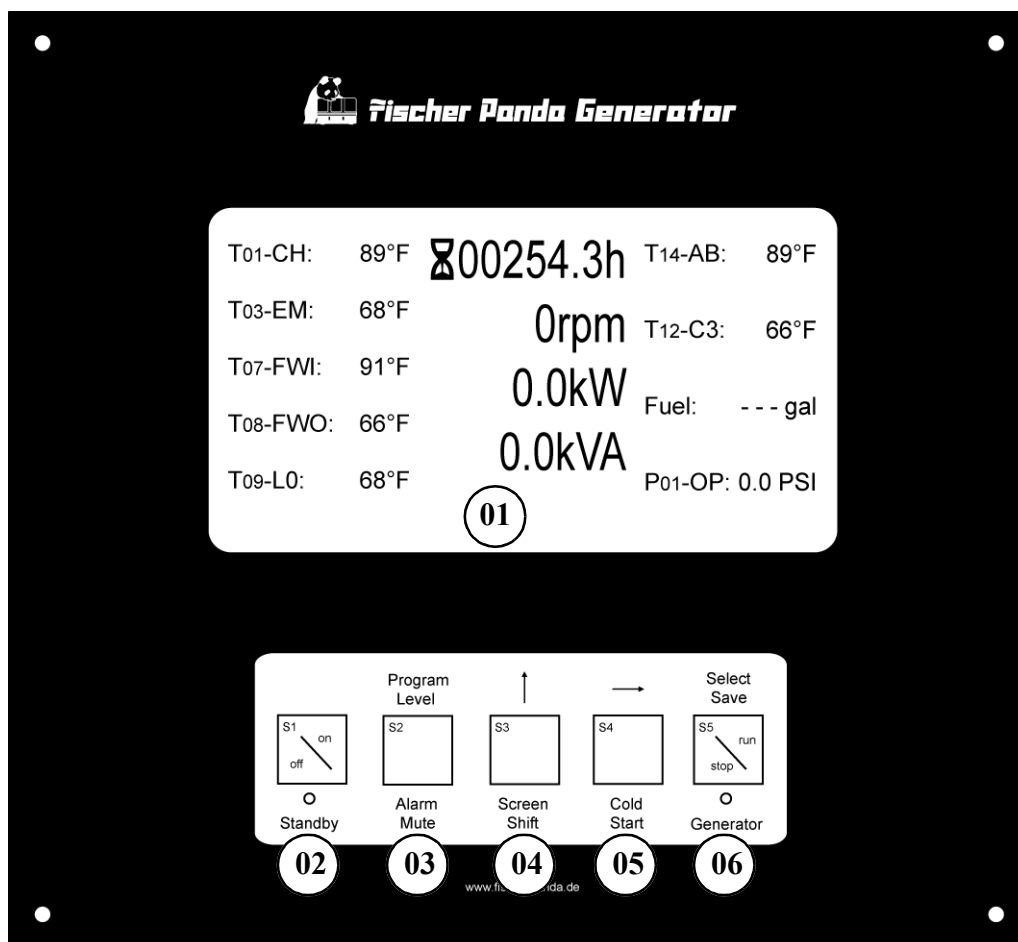 Fischer Panda Generator
T01-CH: 89°F
T03-EM: 68°F
T07-FWI: 91°F
T08-FWO: 66°F
T09-L0: 68°F
00254.3h
0rpm
0.0kW
0.0kVA
01
T14-AB: 89°F
T12-C3: 66°F
Fuel: - - - gal
P01-OP: 0.0 PSI
Program
Level
Select
Save
S1 on
off
S2
S3
S4
S5 run
stop
Standby
Alarm
Mute
Screen
Shift
Cold
Start
Generator
02
03
04
05
06